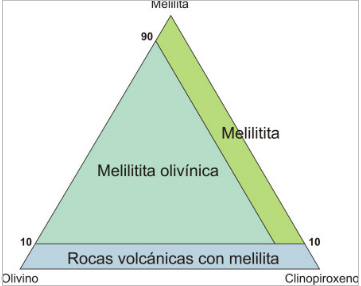 Melilita
90
Melilitita
Melilitita olivínica
10
10
Rocas volcánicas con melilita
Olivino
Clinopiroxeno